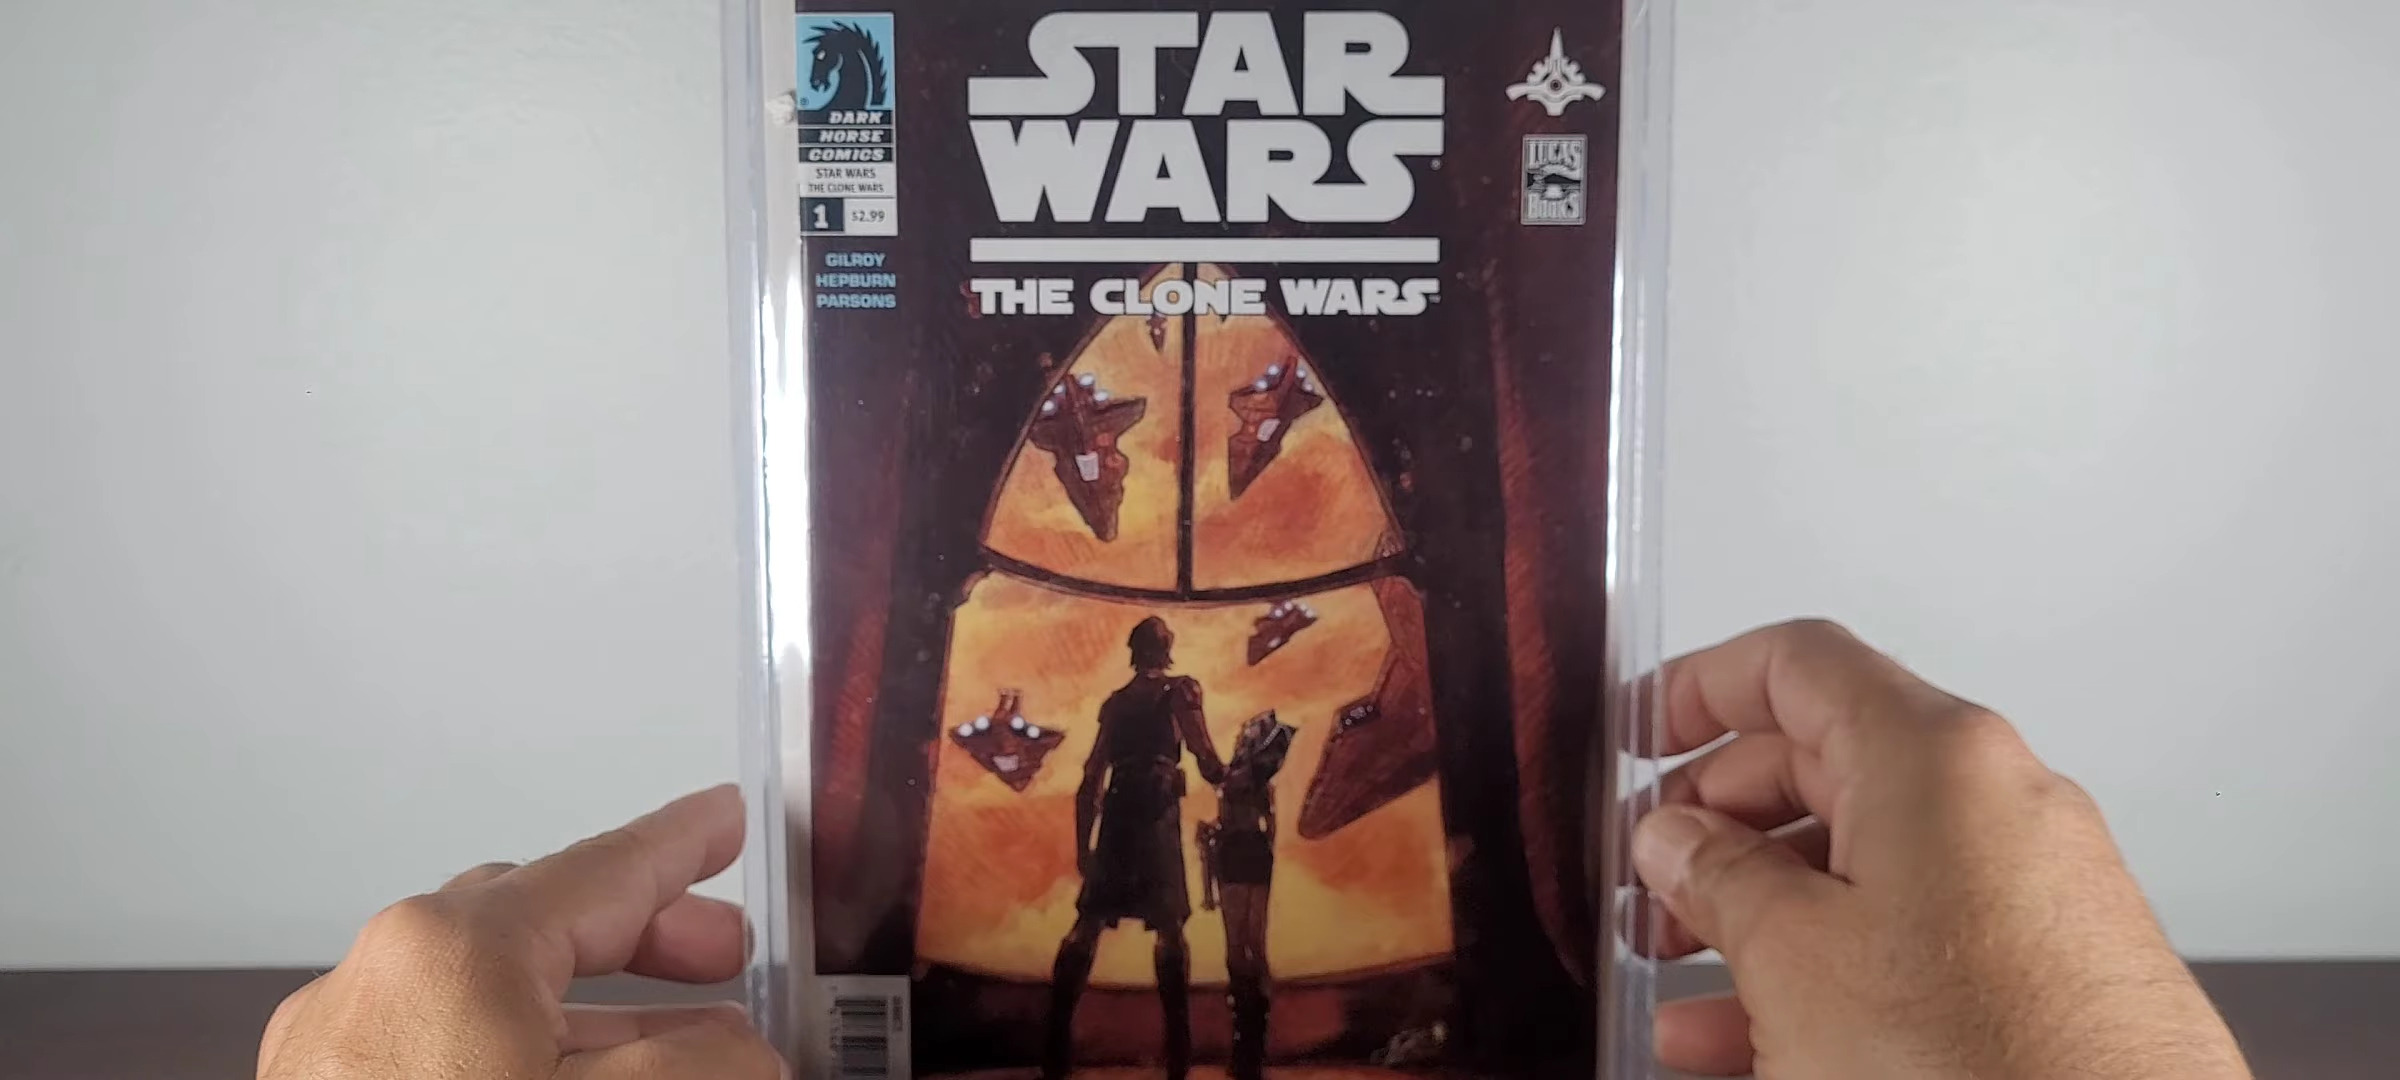 STAR
WARS
THE CLONE WARS
DARK
HORSE
COMICS
STAR WARS
THE CLONE WARS
1 $2.99
GILROY
HEPBURN
PARSONS
LUCAS
BOOKS